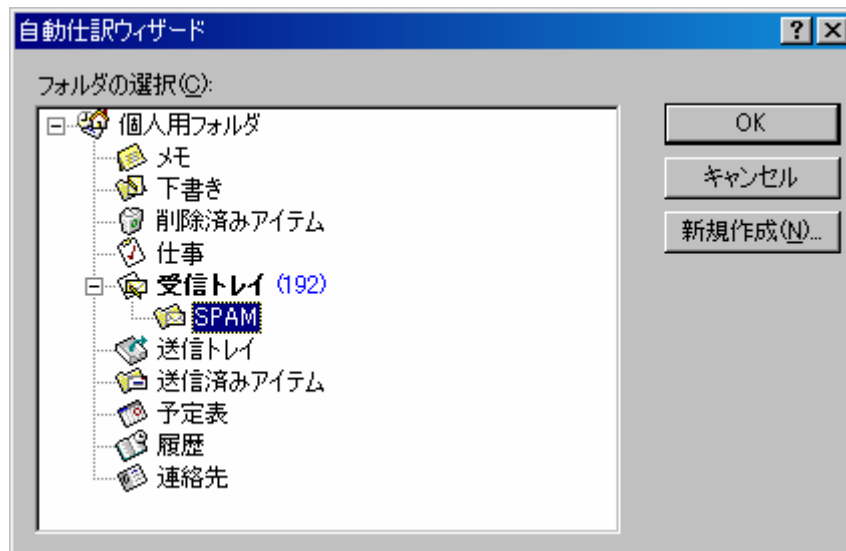 自動仕訳ウィザード
フォルダの選択(C):
個人用フォルダ
メモ
下書き
削除済みアイテム
仕事
受信トレイ (192)
SPAM
送信トレイ
送信済みアイテム
予定表
履歴
連絡先
OK
キャンセル
新規作成(N)...